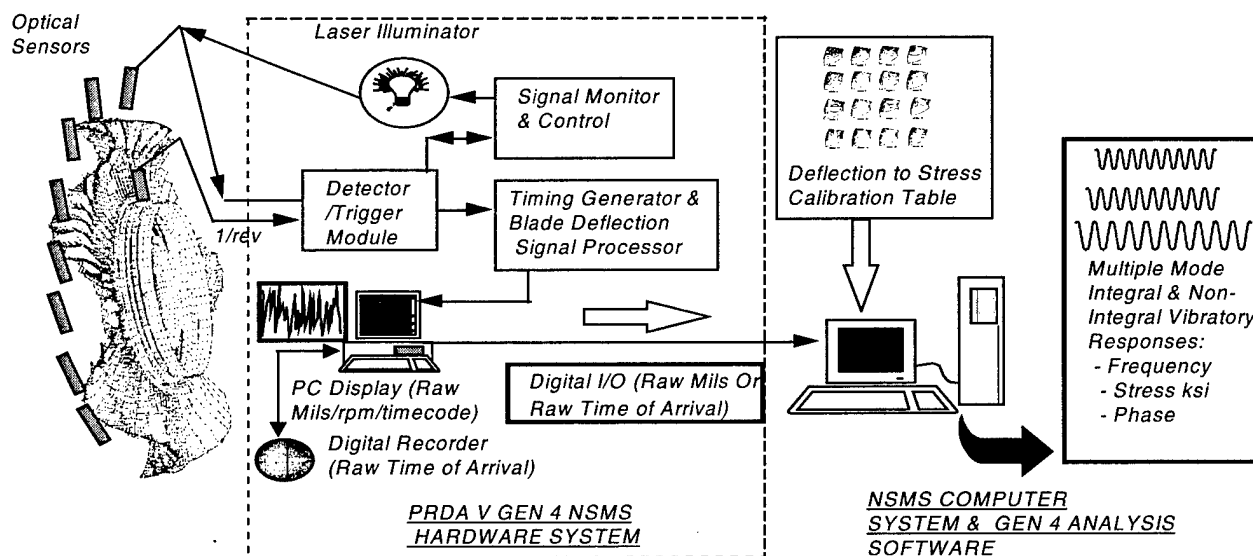 Optical
Sensors
Laser Illuminator
Signal Monitor
& Control
Detector
/Trigger
Module
1/rev
Timing Generator &
Blade Deflection
Signal Processor
PC Display (Raw
Mils/rpm/timecode)
Digital Recorder
(Raw Time of Arrival)
Digital I/O (Raw Mils Or
Raw Time of Arrival)
PRDA V GEN 4 NSMS
HARDWARE SYSTEM
Deflection to Stress
Calibration Table
Multiple Mode
Integral & Non-
Integral Vibratory
Responses:
- Frequency
- Stress ksi
- Phase
NSMS COMPUTER
SYSTEM & GEN 4 ANALYSIS
SOFTWARE